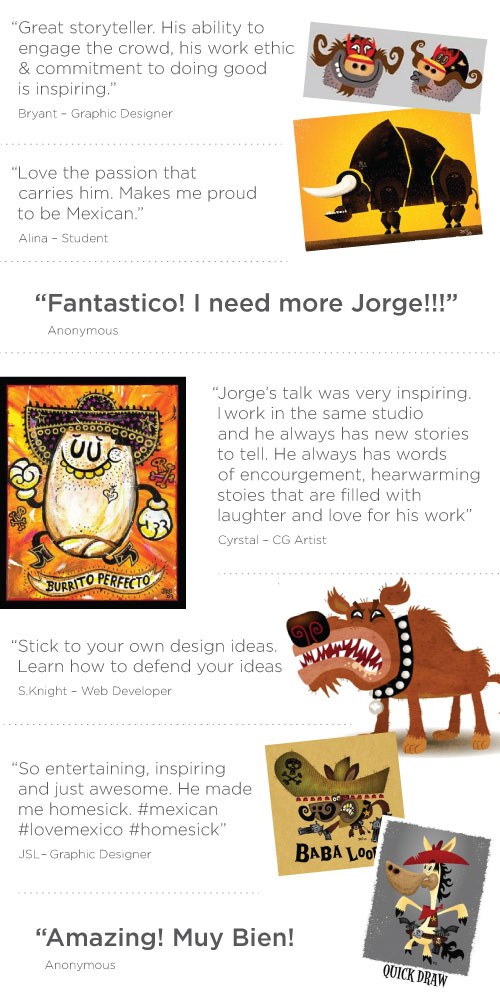 “Great storyteller. His ability to
engage the crowd, his work ethic
& commitment to doing good
is inspiring.”
Bryant – Graphic Designer
“Love the passion that
carries him. Makes me proud
to be Mexican.”
Alina – Student
“Fantastico! I need more Jorge!!!”
Anonymous
“Jorge’s talk was very inspiring.
I work in the same studio
and he always has new stories
to tell. He always has words
of encourgement, hearwarming
stoies that are filled with
laughter and love for his work”
Cyrstal – CG Artist
BURRITO PERFECTO
“Stick to your own design ideas.
Learn how to defend your ideas
S.Knight – Web Developer
“So entertaining, inspiring
and just awesome. He made
me homesick. #mexican
#lovemexico #homesick”
JSL– Graphic Designer
BABA LOO
QUICK DRAW
“Amazing! Muy Bien!
Anonymous